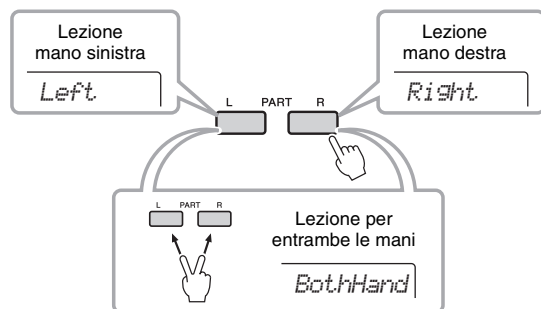 Lezione
mano sinistra
Left
Lezione
mano destra
Right
L PART R
L PART R
Lezione per
entrambe le mani
BothHand